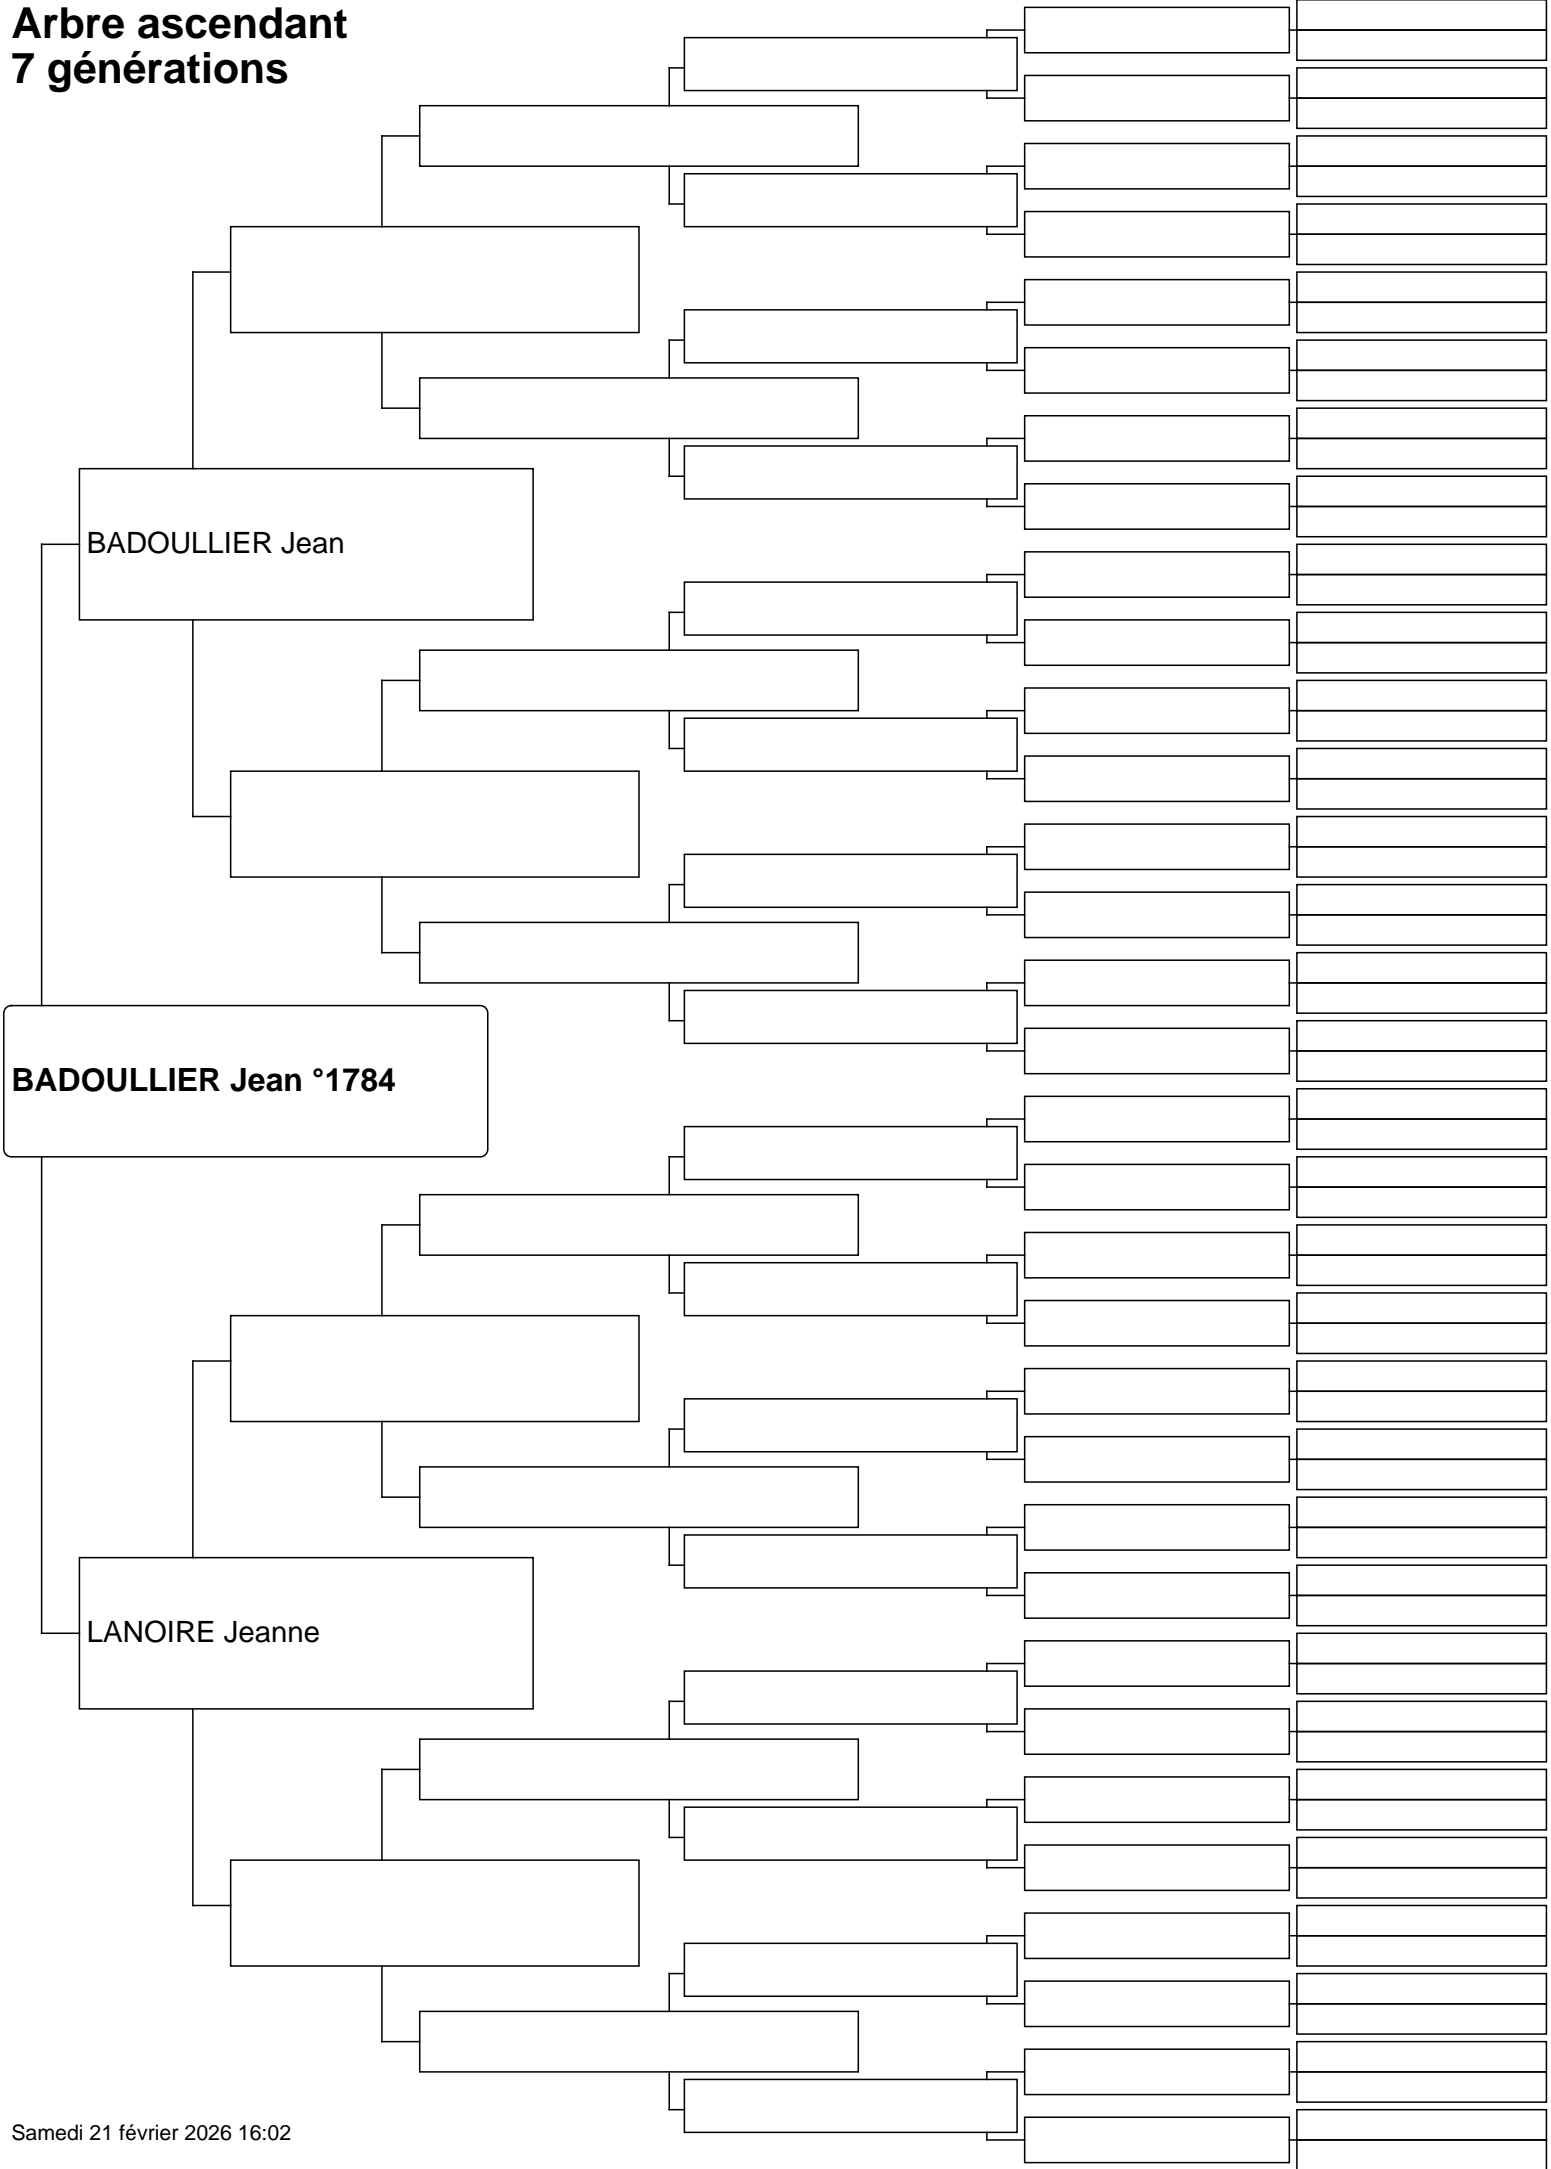 Arbre ascendant
7 générations
BADOULLIER Jean
BADOULLIER Jean °1784
LANOIRE Jeanne
Samedi 21 février 2026 16:02